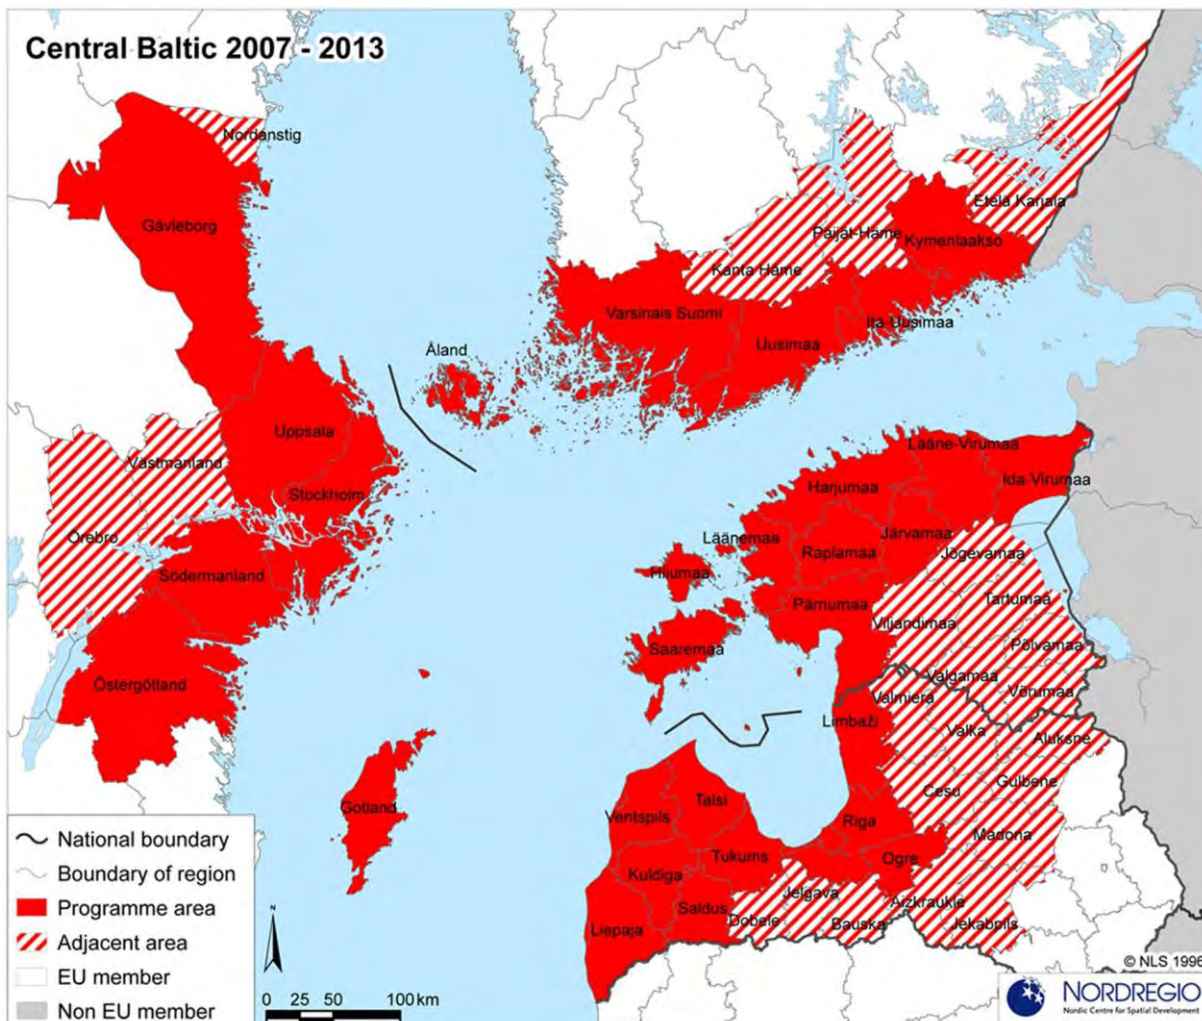 Central Baltic 2007 - 2013
Nordanstig
Gävleborg
Etelä Karjala
Päijät-Häme
Kymenlaakso
Kanta Häme
Varsinais Suomi
Itä-Uusimaa
Uusimaa
Åland
Uppsala
Lääne-Virumaa
Västmanland
Ida-Virumaa
Harjumaa
Stockholm
Örebro
Läänemaa
Järvamaa
Raplamaa
Jõgevamaa
Södermanland
Hiiumaa
Tartumaa
Pärnumaa
Viljandimaa
Põlvamaa
Saaremaa
Östergötland
Valgamaa
Võrumaa
Valmiera
Limbaži
Valka
Aluksne
Gulbene
Cesu
Talsi
Gotland
Ventspils
Riga
Madona
Tukums
Ogre
Kuldiga
Jelgava
Aizkraukle
Saldus
Dobele
Bauska
Jekabpils
Liepaja
National boundary
Boundary of region
Programme area
Adjacent area
EU member
Non EU member
N
0 25 50 100 km
© NLS 1996
NORDREGIO
Nordic Centre for Spatial Development